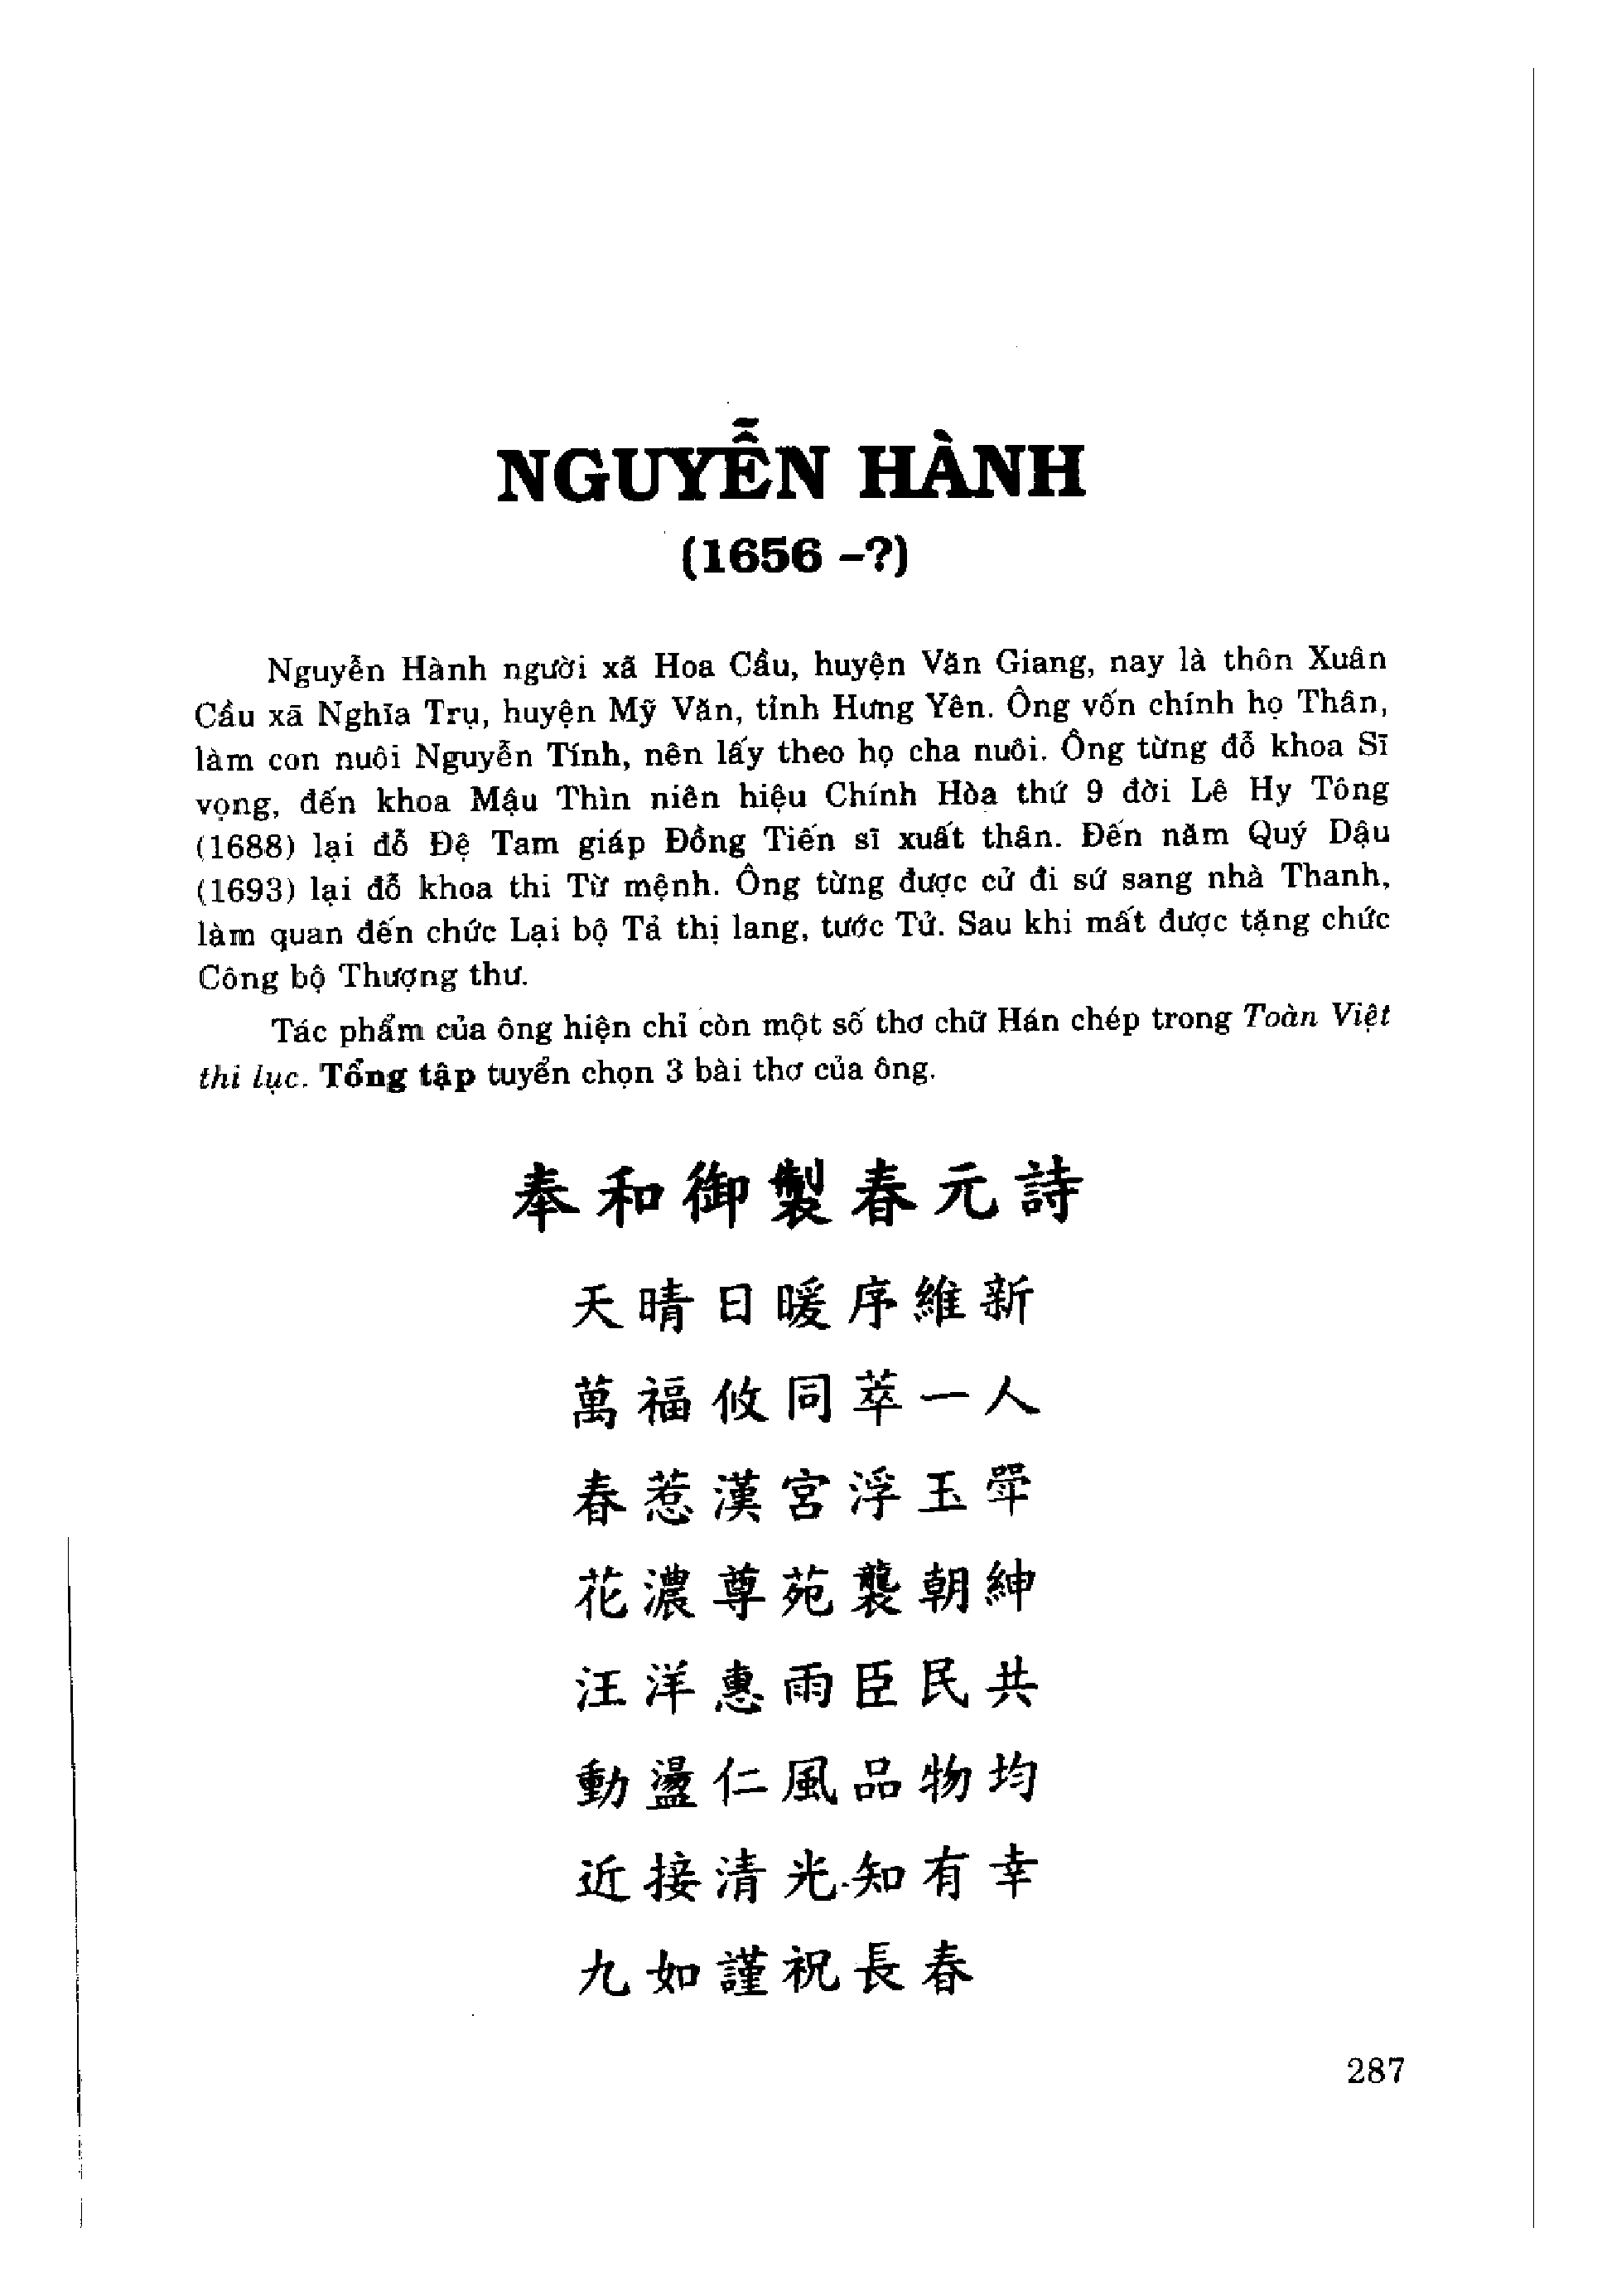 NGUYỄN HÀNH
(1656 –?)
Nguyễn Hành người xã Hoa Cầu, huyện Văn Giang, nay là thôn Xuân
Cầu xã Nghĩa Trụ, huyện Mỹ Văn, tỉnh Hưng Yên. Ông vốn chính họ Thân,
làm con nuôi Nguyễn Tính, nên lấy theo họ cha nuôi. Ông từng đỗ khoa Sĩ
vọng, đến khoa Mậu Thìn niên hiệu Chính Hòa thứ 9 đời Lê Hy Tông
(1688) lại đỗ Đệ Tam giáp Đồng Tiến sĩ xuất thân. Đến năm Quý Dậu
(1693) lại đỗ khoa thi Từ mệnh. Ông từng được cử đi sứ sang nhà Thanh,
làm quan đến chức Lại bộ Tả thị lang, tước Tử. Sau khi mất được tặng chức
Công bộ Thượng thư.
Tác phẩm của ông hiện chỉ còn một số thơ chữ Hán chép trong Toàn Việt
thi lục. Tổng tập tuyển chọn 3 bài thơ của ông.
奉和御製春元詩
天晴日暖序維新
萬福攸同萃一人
春惹漢宮浮玉斝
花濃尊苑襲朝紳
汪洋惠雨臣民共
動盪仁風品物均
近接清光知有幸
九如謹祝長春
287